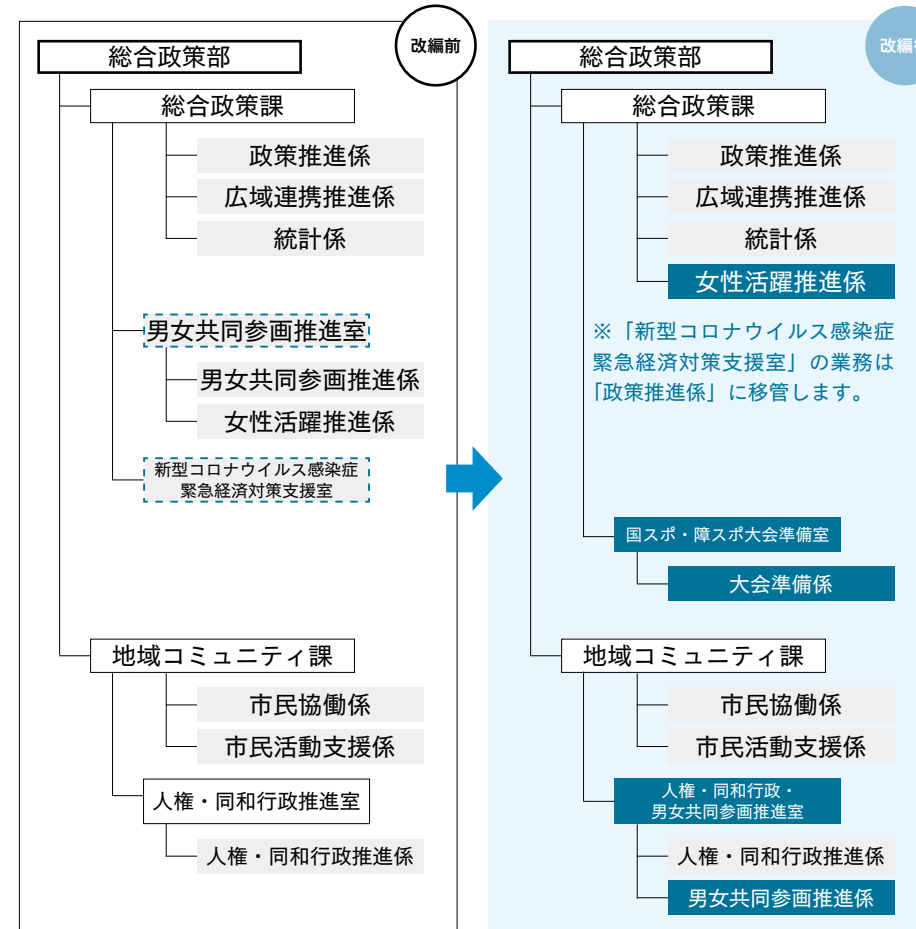 改編前
総合政策部
総合政策課
政策推進係
広域連携推進係
統計係
男女共同参画推進室
男女共同参画推進係
女性活躍推進係
新型コロナウイルス感染症
緊急経済対策支援室
地域コミュニティ課
市民協働係
市民活動支援係
人権・同和行政推進室
人権・同和行政推進係
改編
総合政策部
総合政策課
政策推進係
広域連携推進係
統計係
女性活躍推進係
※「新型コロナウイルス感染症
緊急経済対策支援室」の業務は
「政策推進係」に移管します。
国スポ・障スポ大会準備室
大会準備係
地域コミュニティ課
市民協働係
市民活動支援係
人権・同和行政・
男女共同参画推進室
人権・同和行政推進係
男女共同参画推進係